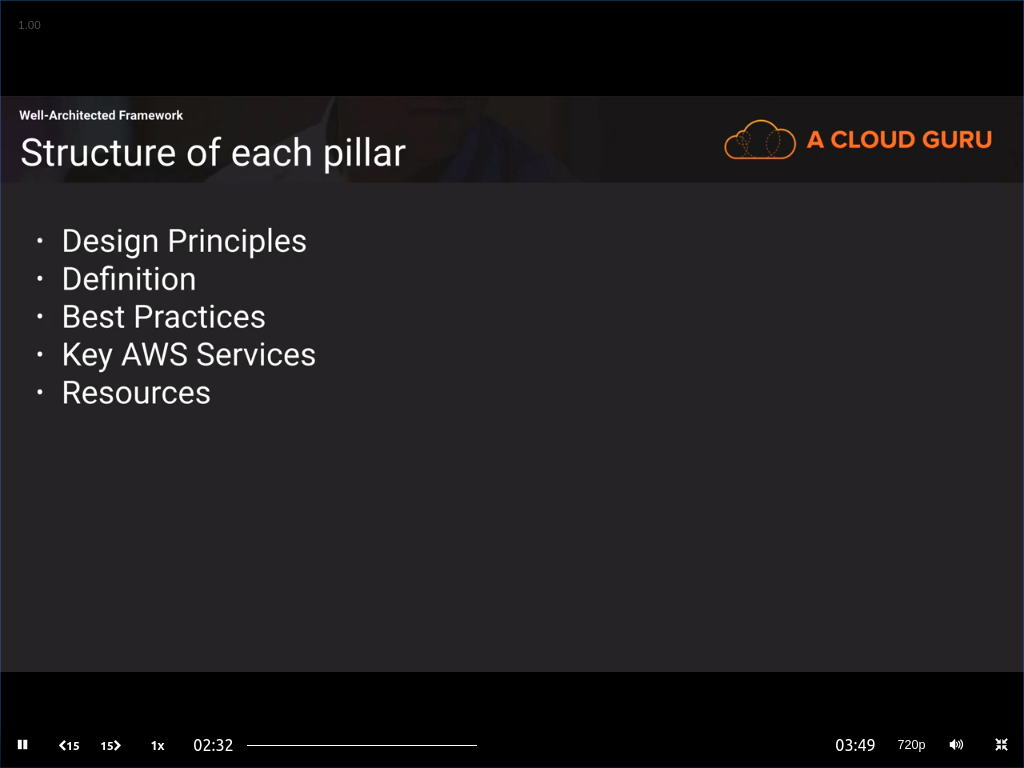 1.00
Well-Architected Framework
Structure of each pillar
A CLOUD GURU
· Design Principles
· Definition
· Best Practices
· Key AWS Services
· Resources
15 15 1x 02:32 03:49 720p